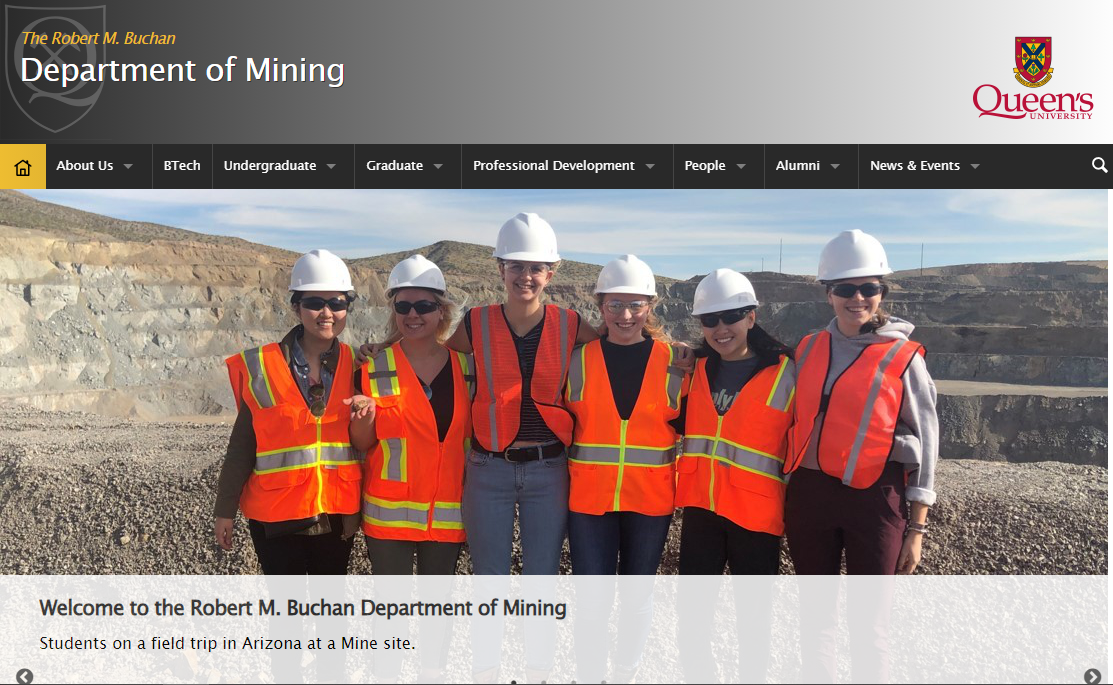 The Robert M. Buchan
Department of Mining
Queen's
UNIVERSITY
About Us
BTech
Undergraduate
Graduate
Professional Development
People
Alumni
News & Events
Welcome to the Robert M. Buchan Department of Mining
Students on a field trip in Arizona at a Mine site.